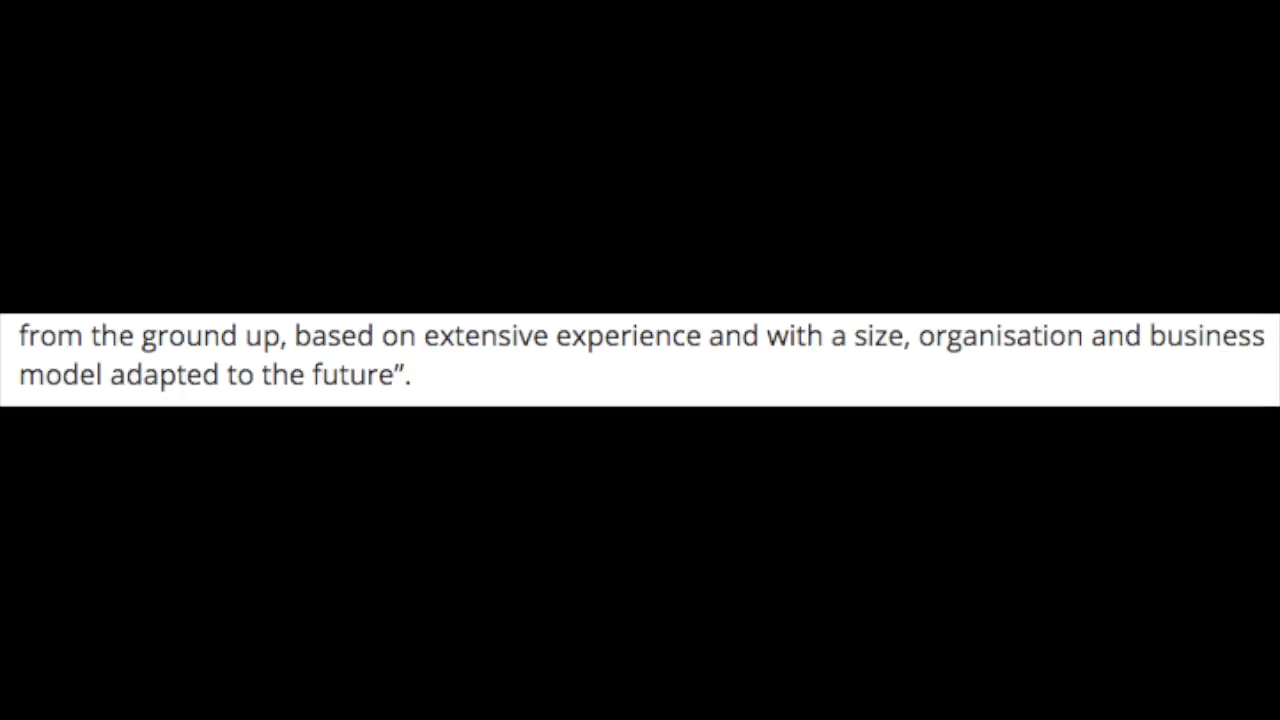 from the ground up, based on extensive experience and with a size, organisation and business
model adapted to the future”.